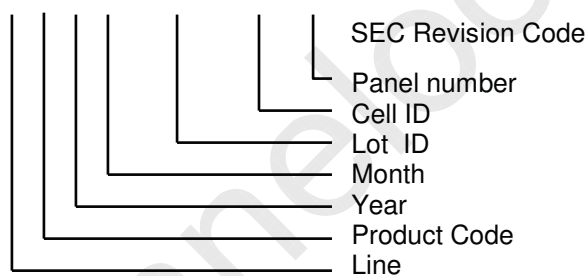 SEC Revision Code
Panel number
Cell ID
Lot ID
Month
Year
Product Code
Line